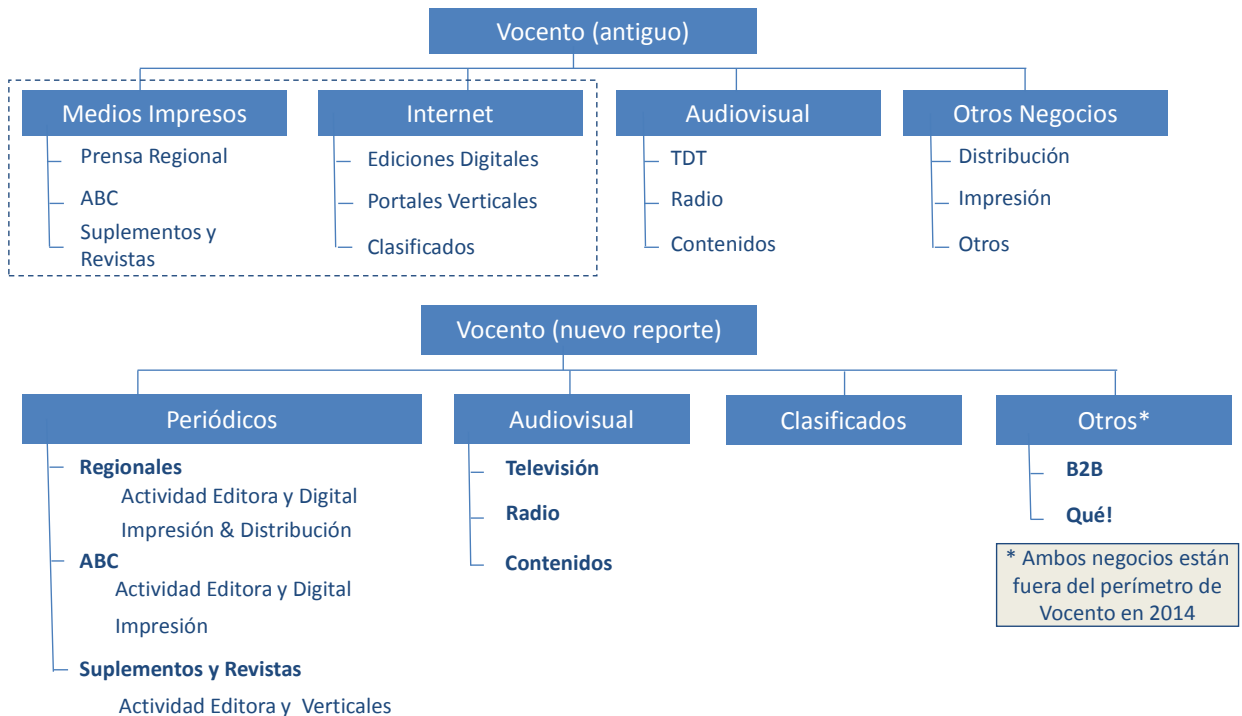 Vocento (antiguo)
Medios Impresos
Prensa Regional
ABC
Suplementos y
Revistas
Internet
Ediciones Digitales
Portales Verticales
Clasificados
Audiovisual
TDT
Radio
Contenidos
Otros Negocios
Distribución
Impresión
Otros
Vocento (nuevo reporte)
Periódicos
Regionales
Actividad Editora y Digital
Impresión & Distribución
ABC
Actividad Editora y Digital
Impresión
Suplementos y Revistas
Actividad Editora y Verticales
Audiovisual
Televisión
Radio
Contenidos
Clasificados
Otros*
B2B
Qué!
* Ambos negocios están
fuera del perímetro de
Vocento en 2014